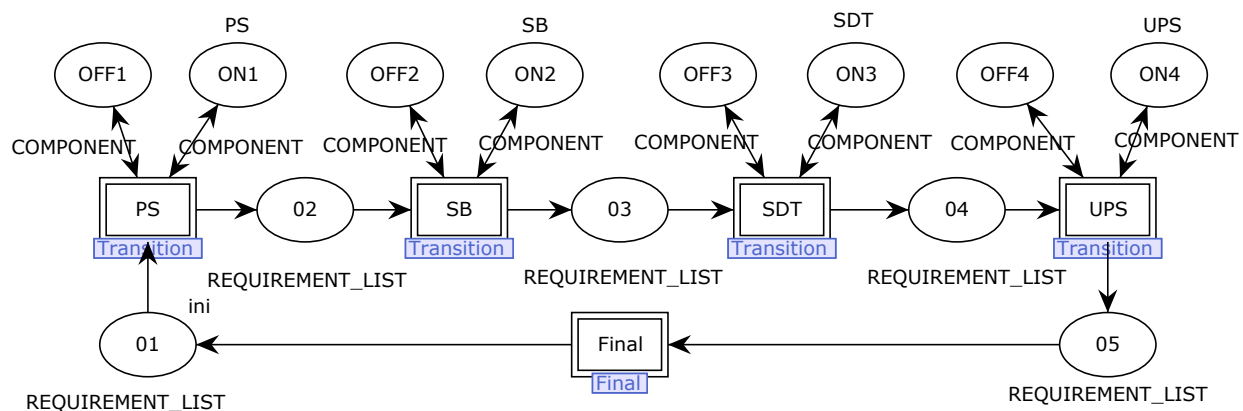 PS
SB
SDT
UPS
OFF1
ON1
OFF2
ON2
OFF3
ON3
OFF4
ON4
COMPONENT
COMPONENT
COMPONENT
COMPONENT
COMPONENT
COMPONENT
COMPONENT
COMPONENT
PS
02
SB
03
SDT
04
UPS
Transition
Transition
Transition
Transition
REQUIREMENT_LIST
REQUIREMENT_LIST
REQUIREMENT_LIST
ini
01
Final
05
Final
REQUIREMENT_LIST
REQUIREMENT_LIST